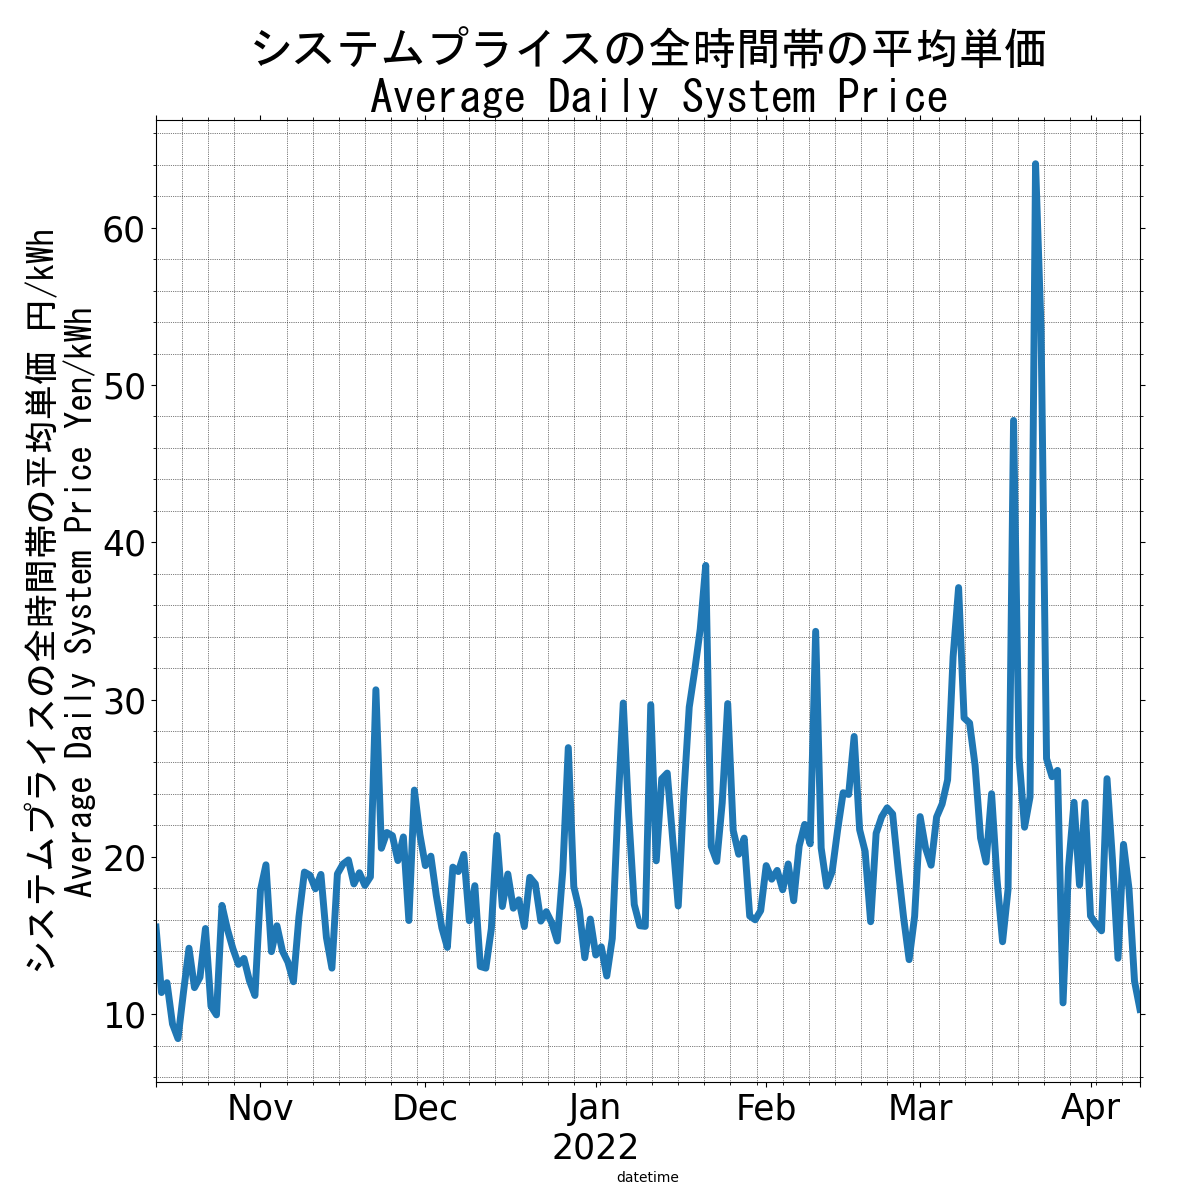 システムプライスの全時間帯の平均単価
Average Daily System Price
システムプライスの全時間帯の平均単価 円/kWh
Average Daily System Price Yen/kWh
60
50
40
30
20
10
Nov
Dec
Jan
2022
Feb
Mar
Apr
datetime